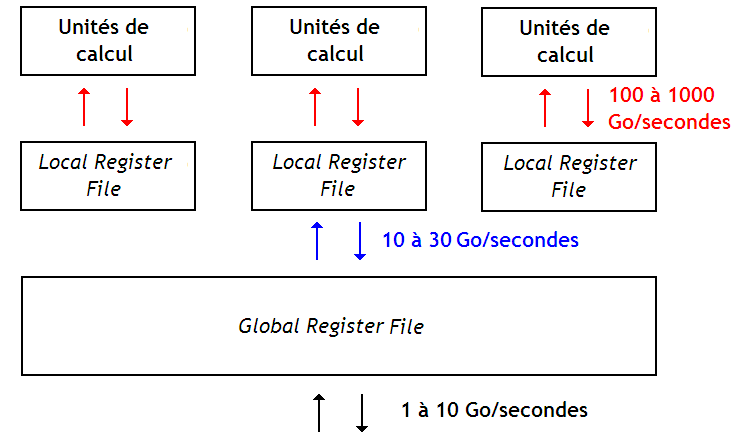 Unités de
calcul
Unités de
calcul
Unités de
calcul
100 à 1000
Go/secondes
Local Register
File
Local Register
File
Local Register
File
10 à 30 Go/secondes
Global Register File
1 à 10 Go/secondes